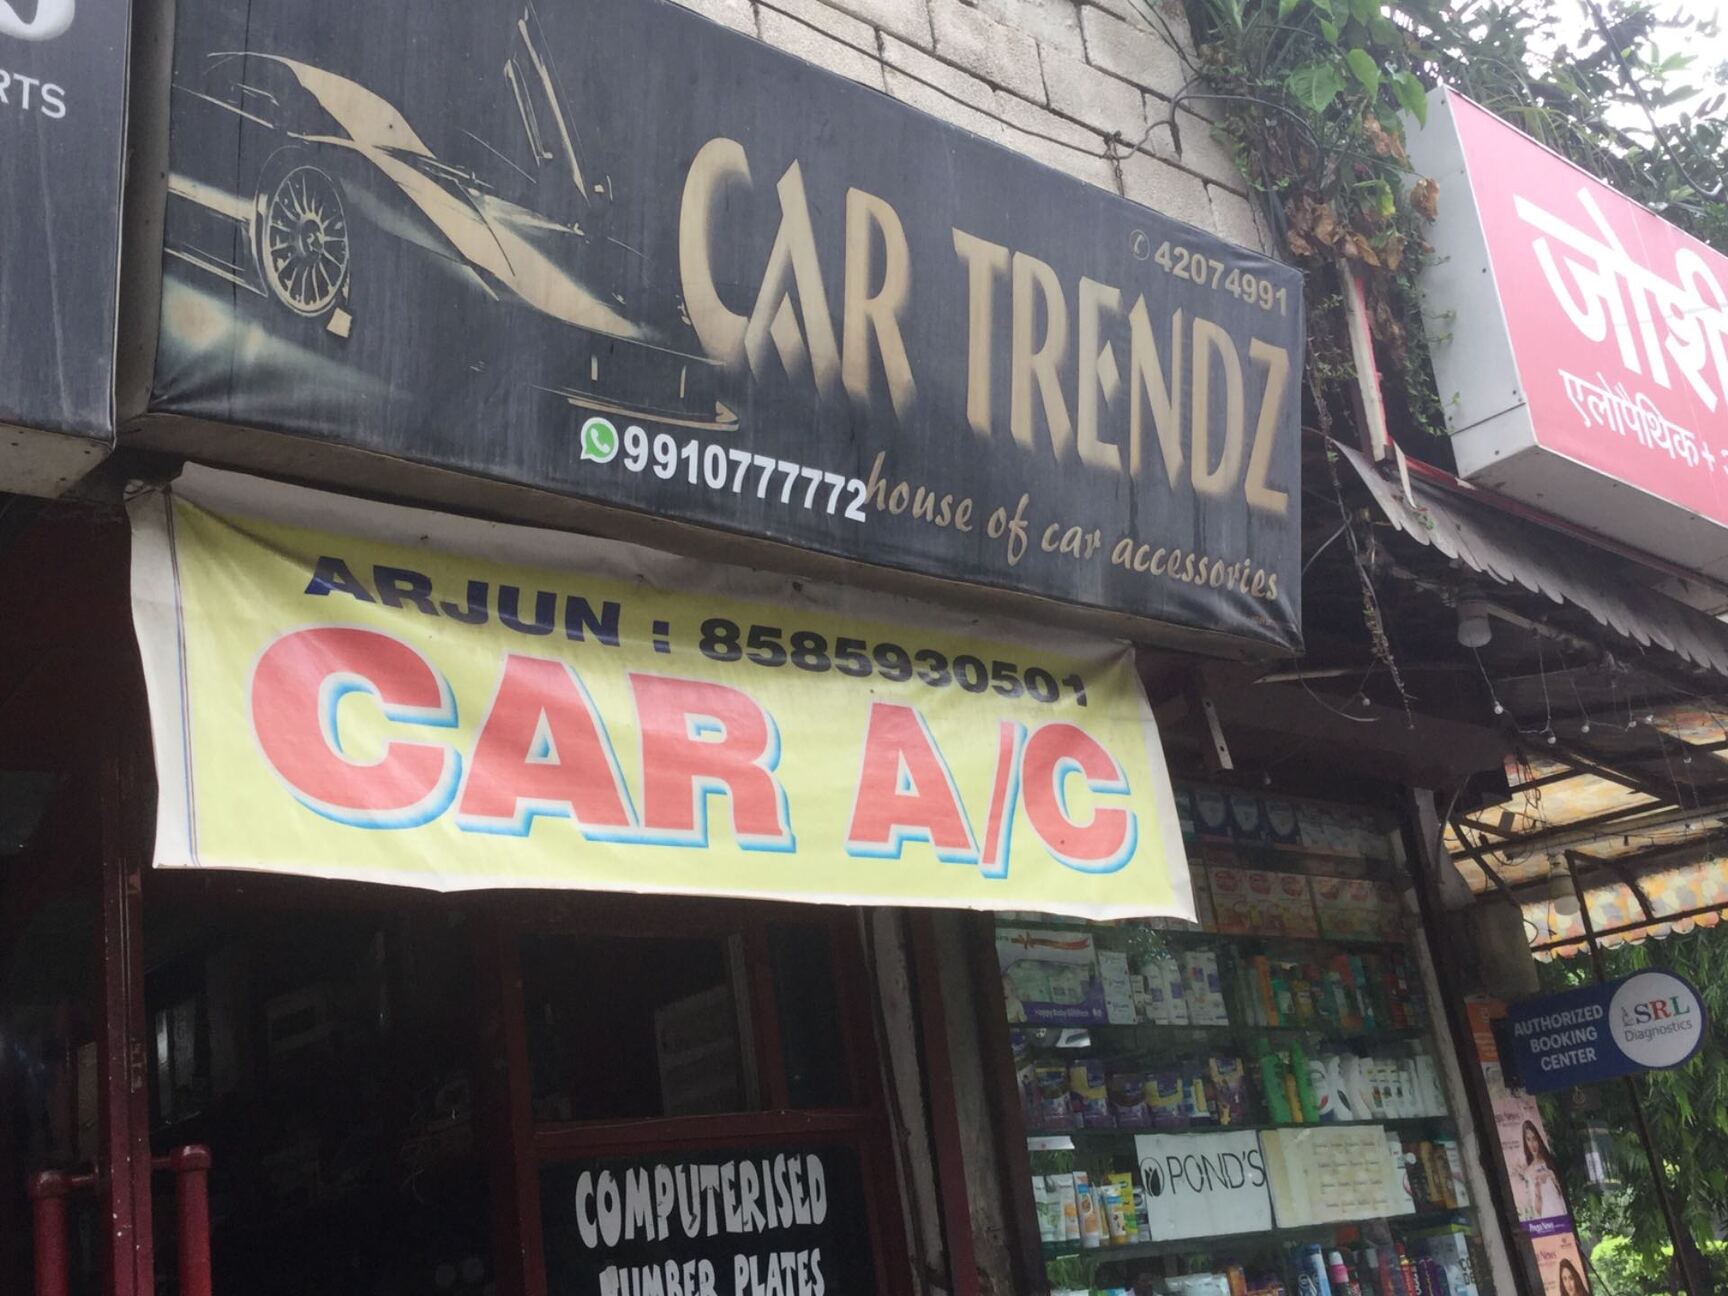 RTS
CAR TRENDZ
42074991
9910777772
house of car accessories
ARJUN : 8585930501
CAR A/C
COMPUTERISED
NUMBER PLATES
जोशी
एलोपैथिक +
AUTHORIZED
BOOKING
CENTER
SRL
Diagnostics
POND'S